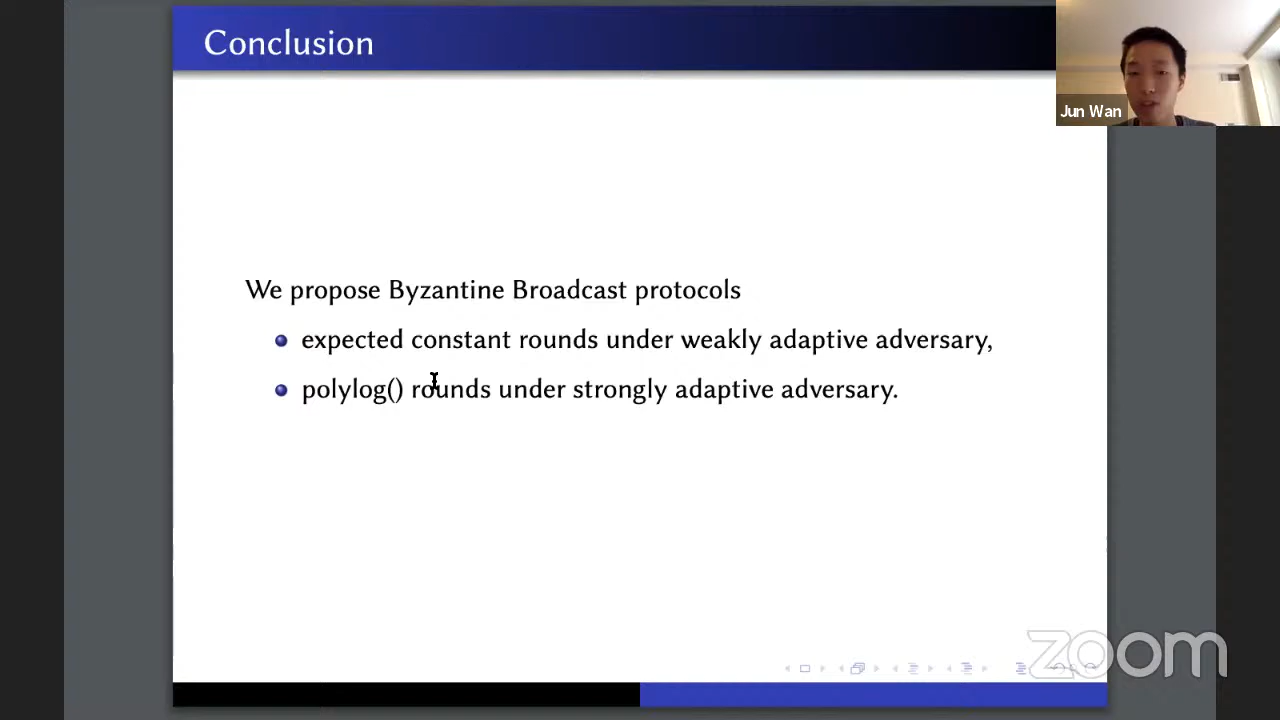 Conclusion
Jun Wan
We propose Byzantine Broadcast protocols
expected constant rounds under weakly adaptive adversary,
polylog() rounds under strongly adaptive adversary.
zoom